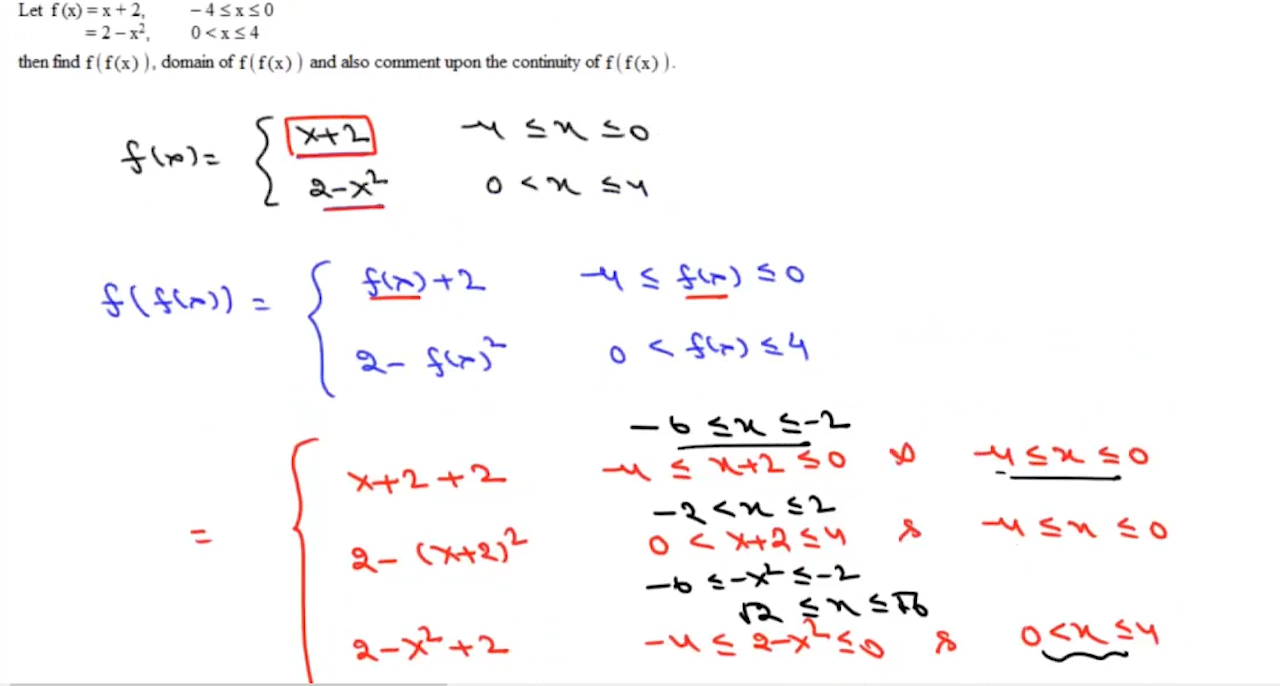 Let f(x) = x + 2, – 4 ≤ x ≤ 0
= 2 – x², 0 < x ≤ 4
then find f(f(x)), domain of f(f(x)) and also comment upon the continuity of f(f(x)).
f(x) = { x+2 -4 ≤ x ≤ 0
2-x² 0 < x ≤ 4
f(f(x)) = { f(x)+2 -4 ≤ f(x) ≤ 0
2- f(x)² 0 < f(x) ≤ 4
-6 ≤ x ≤ -2
= { x+2+2 -4 ≤ x+2 ≤ 0 & -4 ≤ x ≤ 0
-2 < x ≤ 2
2- (x+2)² 0 < x+2 ≤ 4 & -4 ≤ x ≤ 0
-6 ≤ -x² ≤ -2
√2 ≤ x ≤ √6
2-x²+2 -4 ≤ 2-x² ≤ 0 & 0 < x ≤ 4